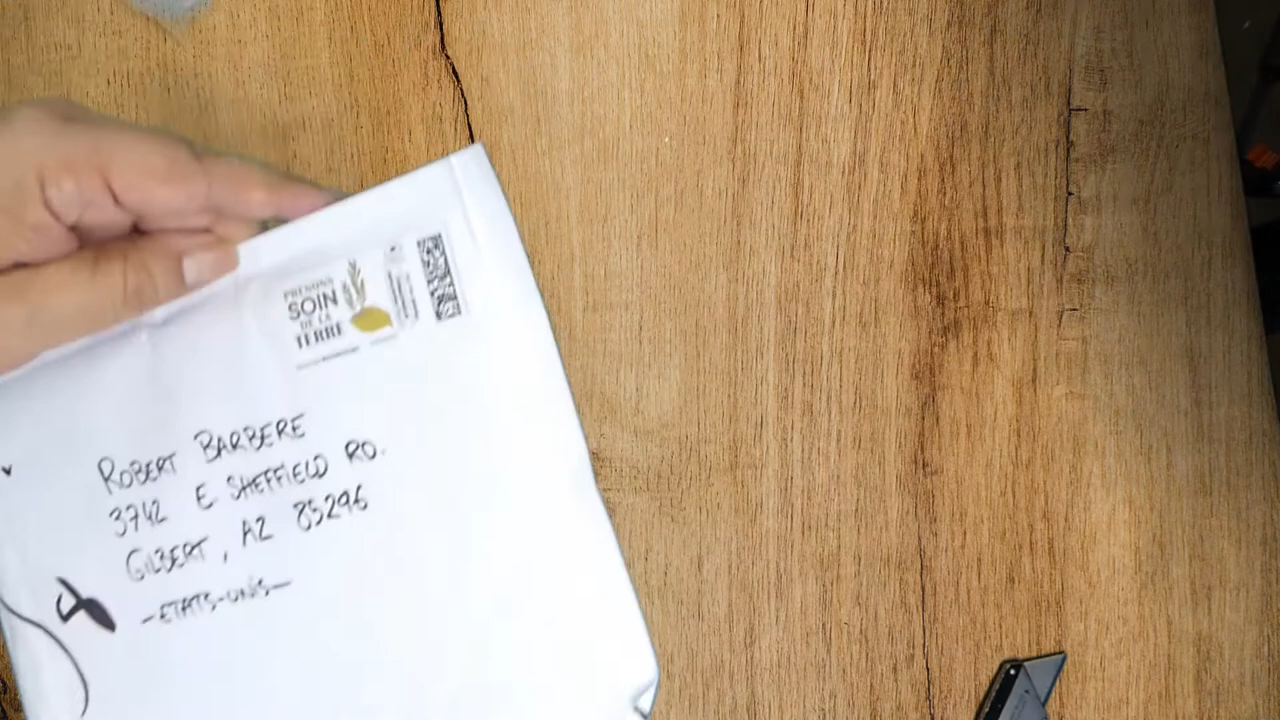 PRENONS
SOIN
DE LA
TERRE
ROBERT BARBERE
3742 E SHEFFIELD RD.
GILBERT, AZ 85296
-ETATS-UNIS-